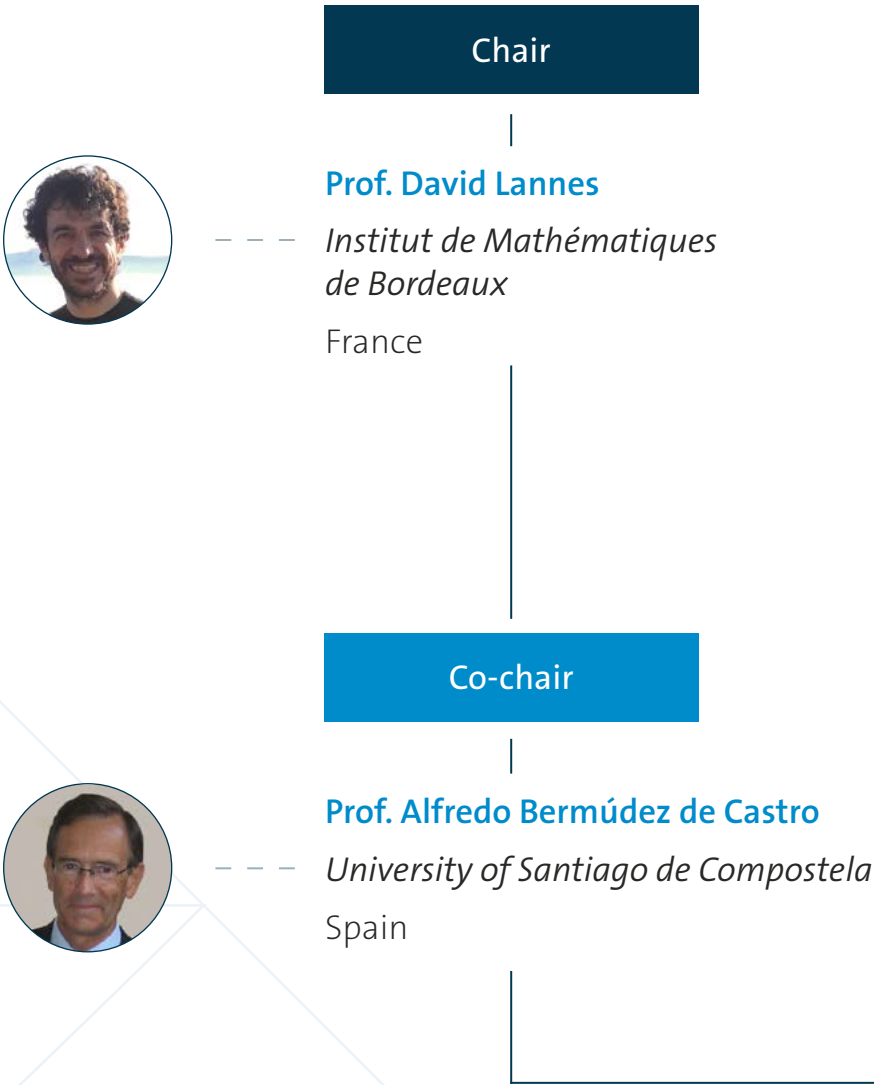 Chair
Prof. David Lannes
Institut de Mathématiques
de Bordeaux
France
Co-chair
Prof. Alfredo Bermúdez de Castro
University of Santiago de Compostela
Spain